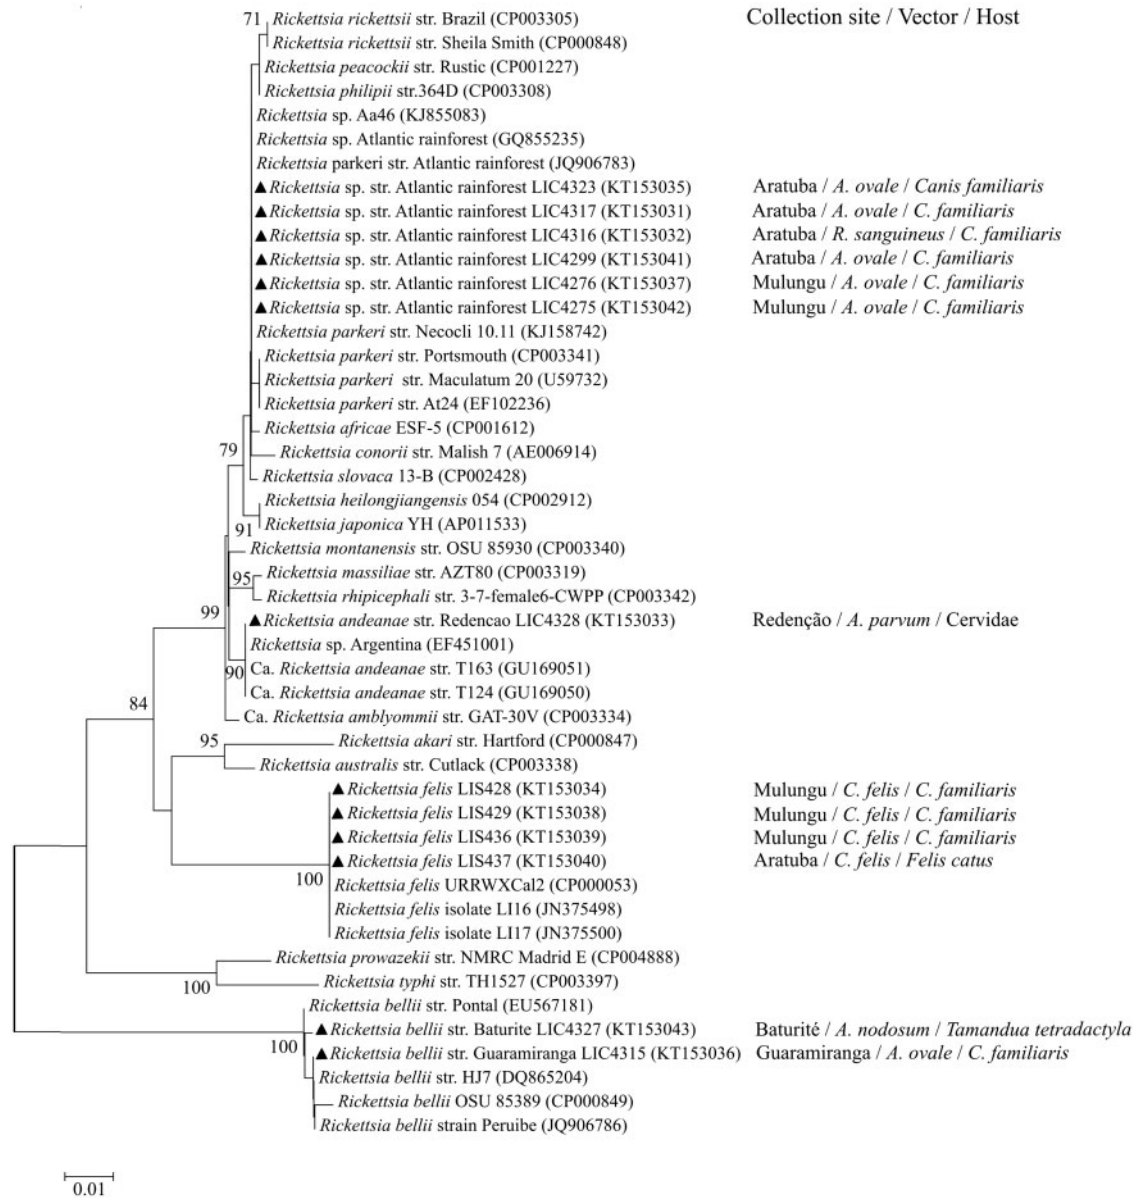 71
Rickettsia rickettsii str. Brazil (CP003305)
Collection site / Vector / Host
Rickettsia rickettsii str. Sheila Smith (CP000848)
Rickettsia peacockii str. Rustic (CP001227)
Rickettsia philipii str.364D (CP003308)
Rickettsia sp. Aa46 (KJ855083)
Rickettsia sp. Atlantic rainforest (GQ855235)
Rickettsia parkeri str. Atlantic rainforest (JQ906783)
▲Rickettsia sp. str. Atlantic rainforest LIC4323 (KT153035) Aratuba / A. ovale / Canis familiaris
▲Rickettsia sp. str. Atlantic rainforest LIC4317 (KT153031) Aratuba / A. ovale / C. familiaris
▲Rickettsia sp. str. Atlantic rainforest LIC4316 (KT153032) Aratuba / R. sanguineus / C. familiaris
▲Rickettsia sp. str. Atlantic rainforest LIC4299 (KT153041) Aratuba / A. ovale / C. familiaris
▲Rickettsia sp. str. Atlantic rainforest LIC4276 (KT153037) Mulungu / A. ovale / C. familiaris
▲Rickettsia sp. str. Atlantic rainforest LIC4275 (KT153042) Mulungu / A. ovale / C. familiaris
Rickettsia parkeri str. Necocli 10.11 (KJ158742)
Rickettsia parkeri str. Portsmouth (CP003341)
Rickettsia parkeri str. Maculatum 20 (U59732)
Rickettsia parkeri str. At24 (EF102236)
Rickettsia africae ESF-5 (CP001612)
79
Rickettsia conorii str. Malish 7 (AE006914)
Rickettsia slovaca 13-B (CP002428)
Rickettsia heilongjiangensis 054 (CP002912)
91
Rickettsia japonica YH (AP011533)
Rickettsia montanensis str. OSU 85930 (CP003340)
95
Rickettsia massiliae str. AZT80 (CP003319)
Rickettsia rhipicephali str. 3-7-female6-CWPP (CP003342)
99
▲Rickettsia andeanae str. Redencao LIC4328 (KT153033) Redenção / A. parvum / Cervidae
Rickettsia sp. Argentina (EF451001)
90
Ca. Rickettsia andeanae str. T163 (GU169051)
Ca. Rickettsia andeanae str. T124 (GU169050)
84
Ca. Rickettsia amblyommii str. GAT-30V (CP003334)
95
Rickettsia akari str. Hartford (CP000847)
Rickettsia australis str. Cutlack (CP003338)
▲Rickettsia felis LIS428 (KT153034) Mulungu / C. felis / C. familiaris
▲Rickettsia felis LIS429 (KT153038) Mulungu / C. felis / C. familiaris
▲Rickettsia felis LIS436 (KT153039) Mulungu / C. felis / C. familiaris
▲Rickettsia felis LIS437 (KT153040) Aratuba / C. felis / Felis catus
100
Rickettsia felis URRWXCal2 (CP000053)
Rickettsia felis isolate LI16 (JN375498)
Rickettsia felis isolate LI17 (JN375500)
Rickettsia prowazekii str. NMRC Madrid E (CP004888)
100
Rickettsia typhi str. TH1527 (CP003397)
Rickettsia bellii str. Pontal (EU567181)
▲Rickettsia bellii str. Baturite LIC4327 (KT153043) Baturité / A. nodosum / Tamandua tetradactyla
100
▲Rickettsia bellii str. Guaramiranga LIC4315 (KT153036) Guaramiranga / A. ovale / C. familiaris
Rickettsia bellii str. HJ7 (DQ865204)
Rickettsia bellii OSU 85389 (CP000849)
Rickettsia bellii strain Peruibe (JQ906786)
0.01